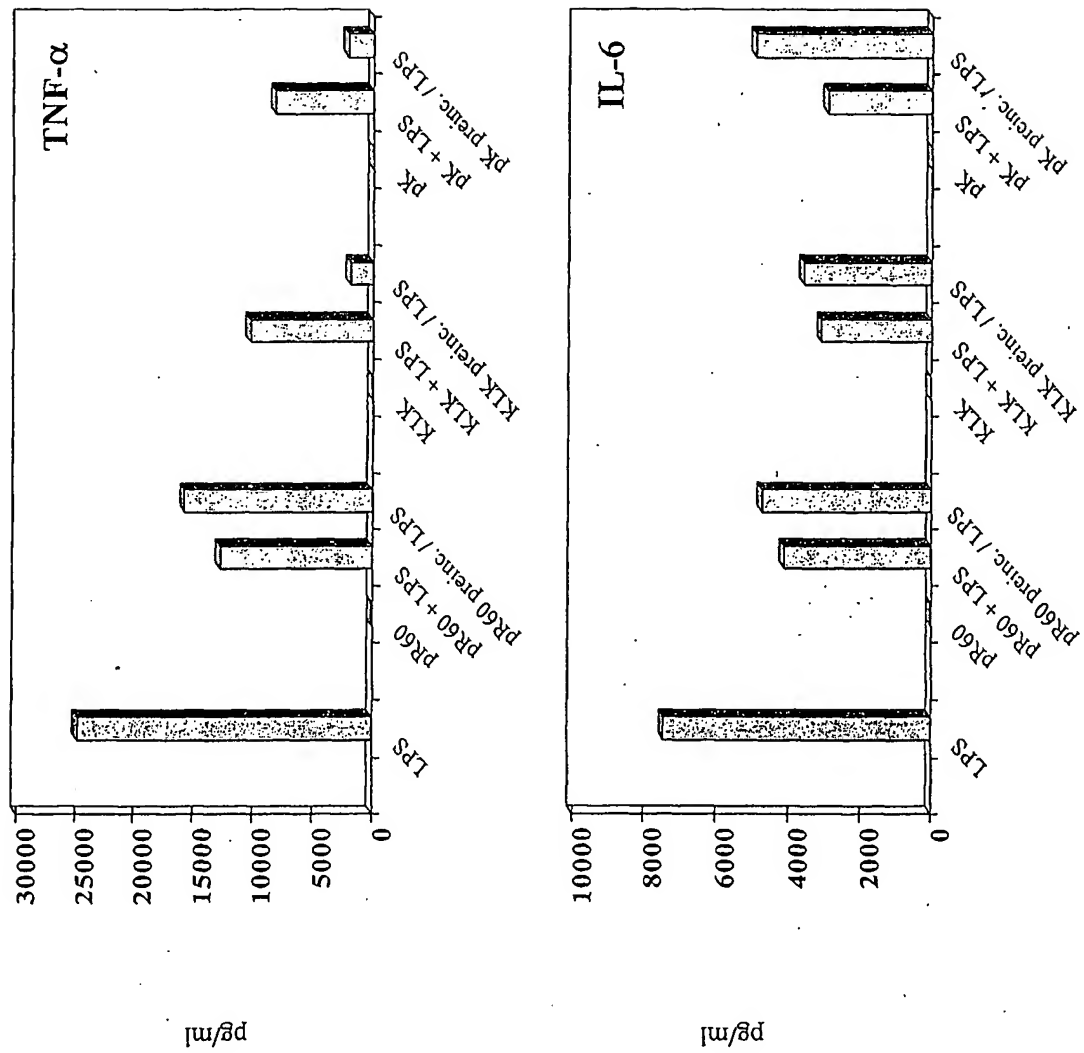 TNF-α
30000
25000
20000
15000
10000
5000
0
pg/ml
LPS
pR60
pR60 + LPS
pR60 preinc. / LPS
KLK
KLK + LPS
KLK preinc. / LPS
pK
pK + LPS
pK preinc. / LPS
IL-6
10000
8000
6000
4000
2000
0
pg/ml
LPS
pR60
pR60 + LPS
pR60 preinc. / LPS
KLK
KLK + LPS
KLK preinc. / LPS
pK
pK + LPS
pK preinc. / LPS